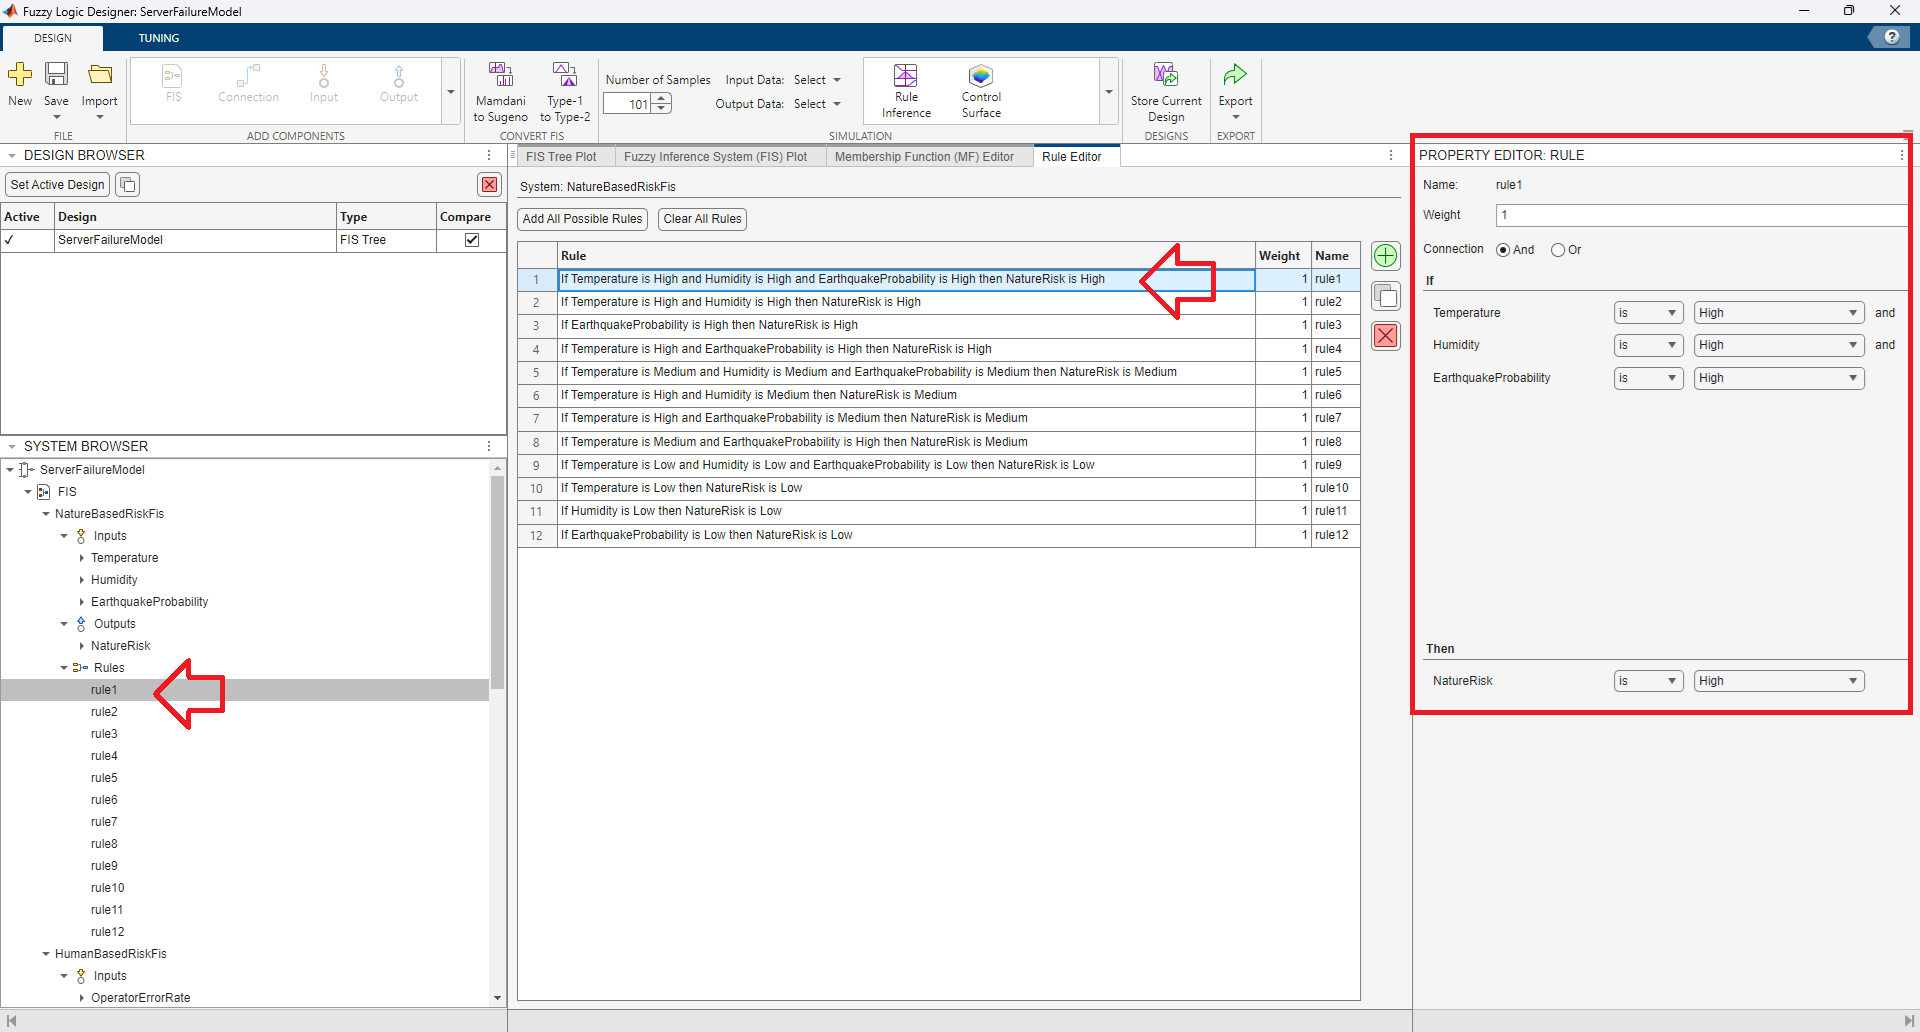 Fuzzy Logic Designer: ServerFailureModel
DESIGN
TUNING
?
New
Save
Import
FIS
Connection
Input
Output
Mamdani
to Sugeno
Type-1
to Type-2
Number of Samples
101
Input Data: Select
Output Data: Select
Rule
Inference
Control
Surface
Store Current
Design
Export
FILE
ADD COMPONENTS
CONVERT FIS
SIMULATION
DESIGNS
EXPORT
DESIGN BROWSER
Set Active Design
Active Design Type Compare
ServerFailureModel FIS Tree
SYSTEM BROWSER
ServerFailureModel
FIS
NatureBasedRiskFis
Inputs
Temperature
Humidity
EarthquakeProbability
Outputs
NatureRisk
Rules
rule1
rule2
rule3
rule4
rule5
rule6
rule7
rule8
rule9
rule10
rule11
rule12
HumanBasedRiskFis
Inputs
OperatorErrorRate
FIS Tree Plot
Fuzzy Inference System (FIS) Plot
Membership Function (MF) Editor
Rule Editor
System: NatureBasedRiskFis
Add All Possible Rules
Clear All Rules
Rule Weight Name
1 If Temperature is High and Humidity is High and EarthquakeProbability is High then NatureRisk is High 1 rule1
2 If Temperature is High and Humidity is High then NatureRisk is High 1 rule2
3 If EarthquakeProbability is High then NatureRisk is High 1 rule3
4 If Temperature is High and EarthquakeProbability is High then NatureRisk is High 1 rule4
5 If Temperature is Medium and Humidity is Medium and EarthquakeProbability is Medium then NatureRisk is Medium 1 rule5
6 If Temperature is High and Humidity is Medium then NatureRisk is Medium 1 rule6
7 If Temperature is High and EarthquakeProbability is Medium then NatureRisk is Medium 1 rule7
8 If Temperature is Medium and EarthquakeProbability is High then NatureRisk is Medium 1 rule8
9 If Temperature is Low and Humidity is Low and EarthquakeProbability is Low then NatureRisk is Low 1 rule9
10 If Temperature is Low then NatureRisk is Low 1 rule10
11 If Humidity is Low then NatureRisk is Low 1 rule11
12 If EarthquakeProbability is Low then NatureRisk is Low 1 rule12
PROPERTY EDITOR: RULE
Name: rule1
Weight 1
Connection And Or
If
Temperature is High and
Humidity is High and
EarthquakeProbability is High
Then
NatureRisk is High